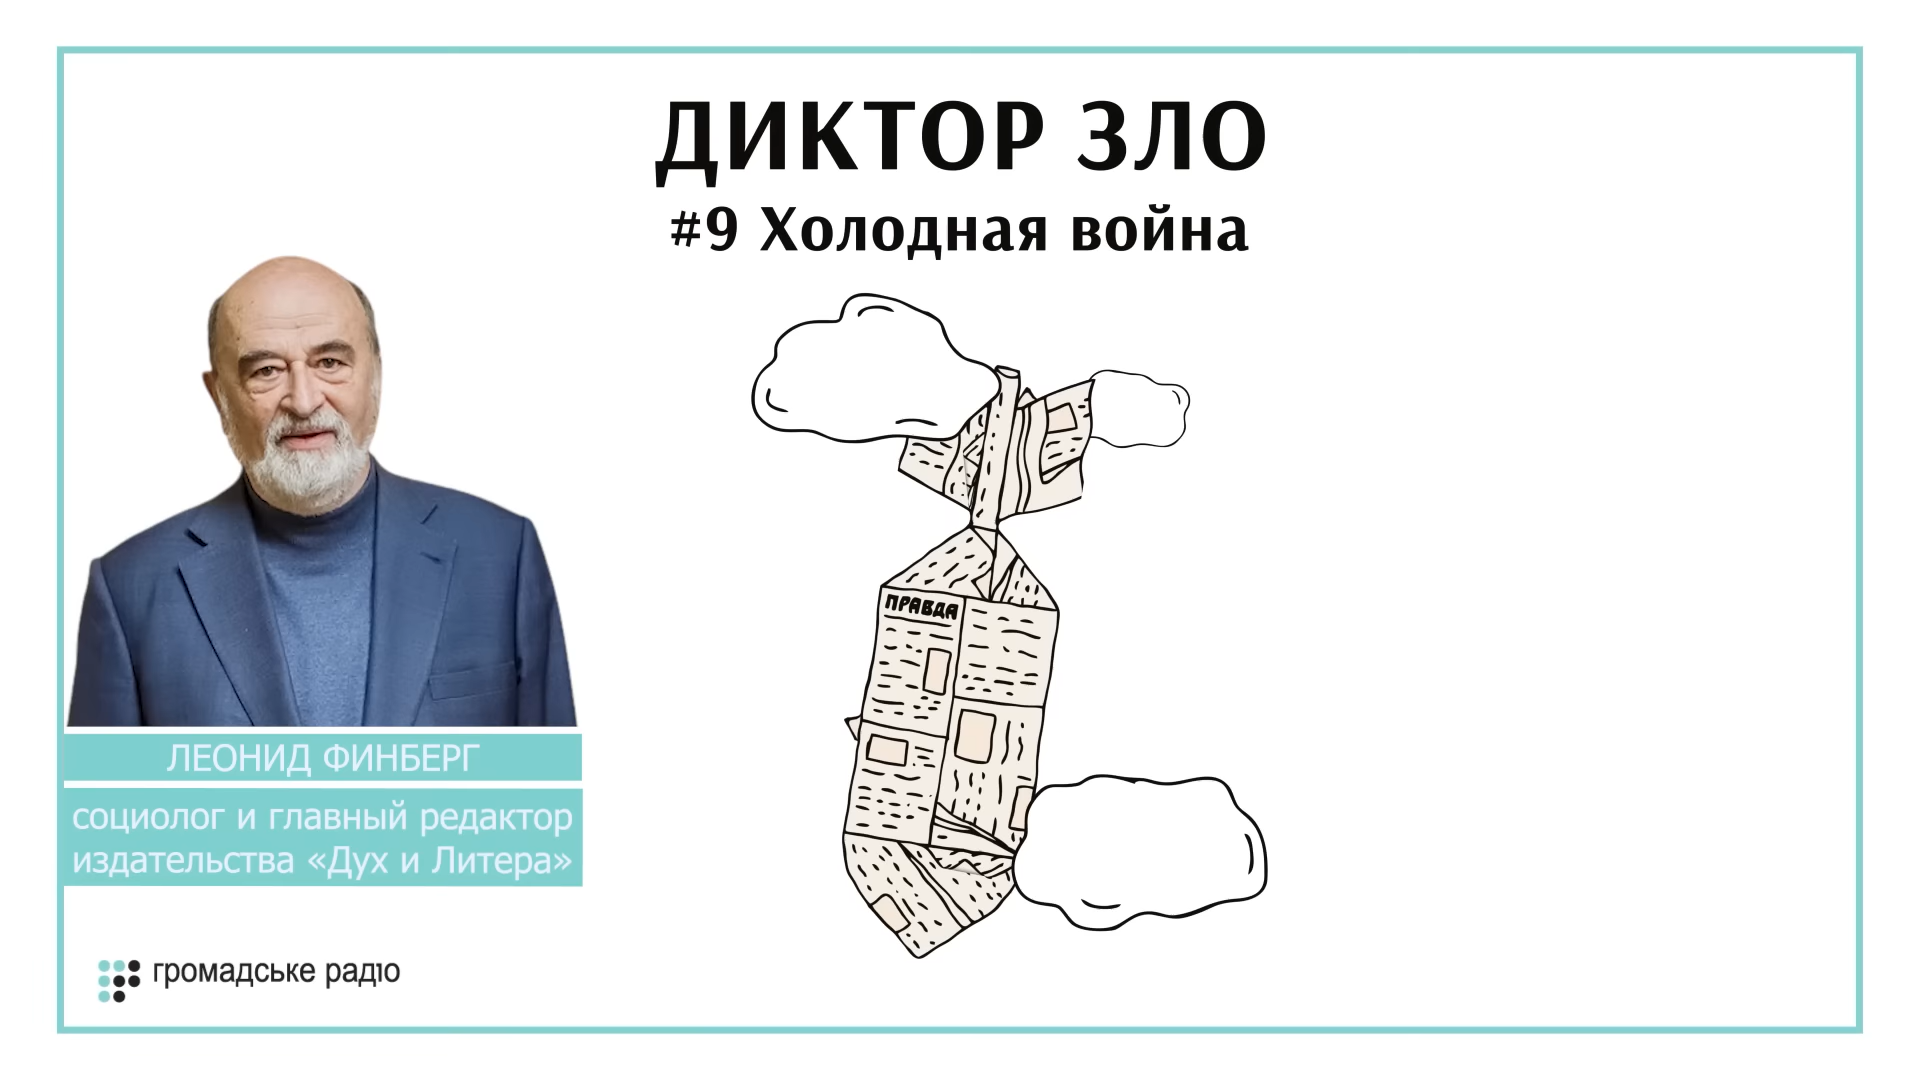 ДИКТОР ЗЛО
#9 Холодная война
ПРАВДА
ЛЕОНИД ФИНБЕРГ
социолог и главный редактор
издательства «Дух и Литера»
громадське радіо